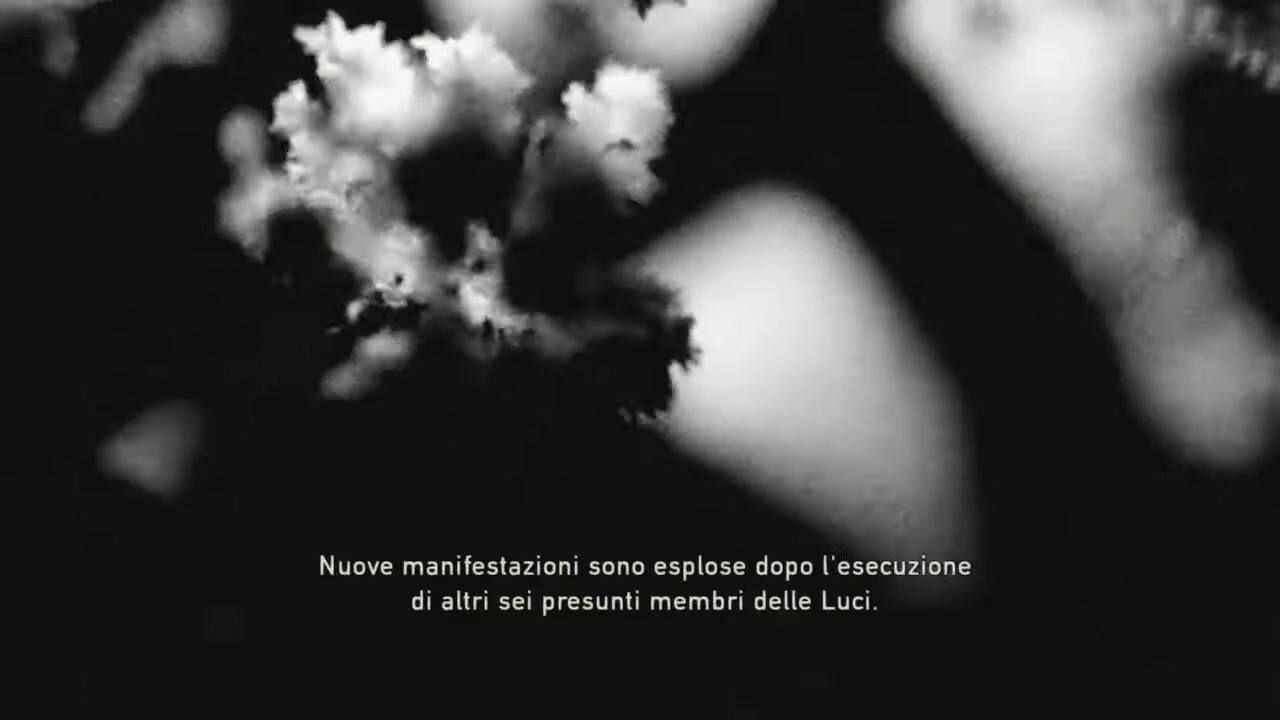 Nuove manifestazioni sono esplose dopo l'esecuzione
di altri sei presunti membri delle Luci.